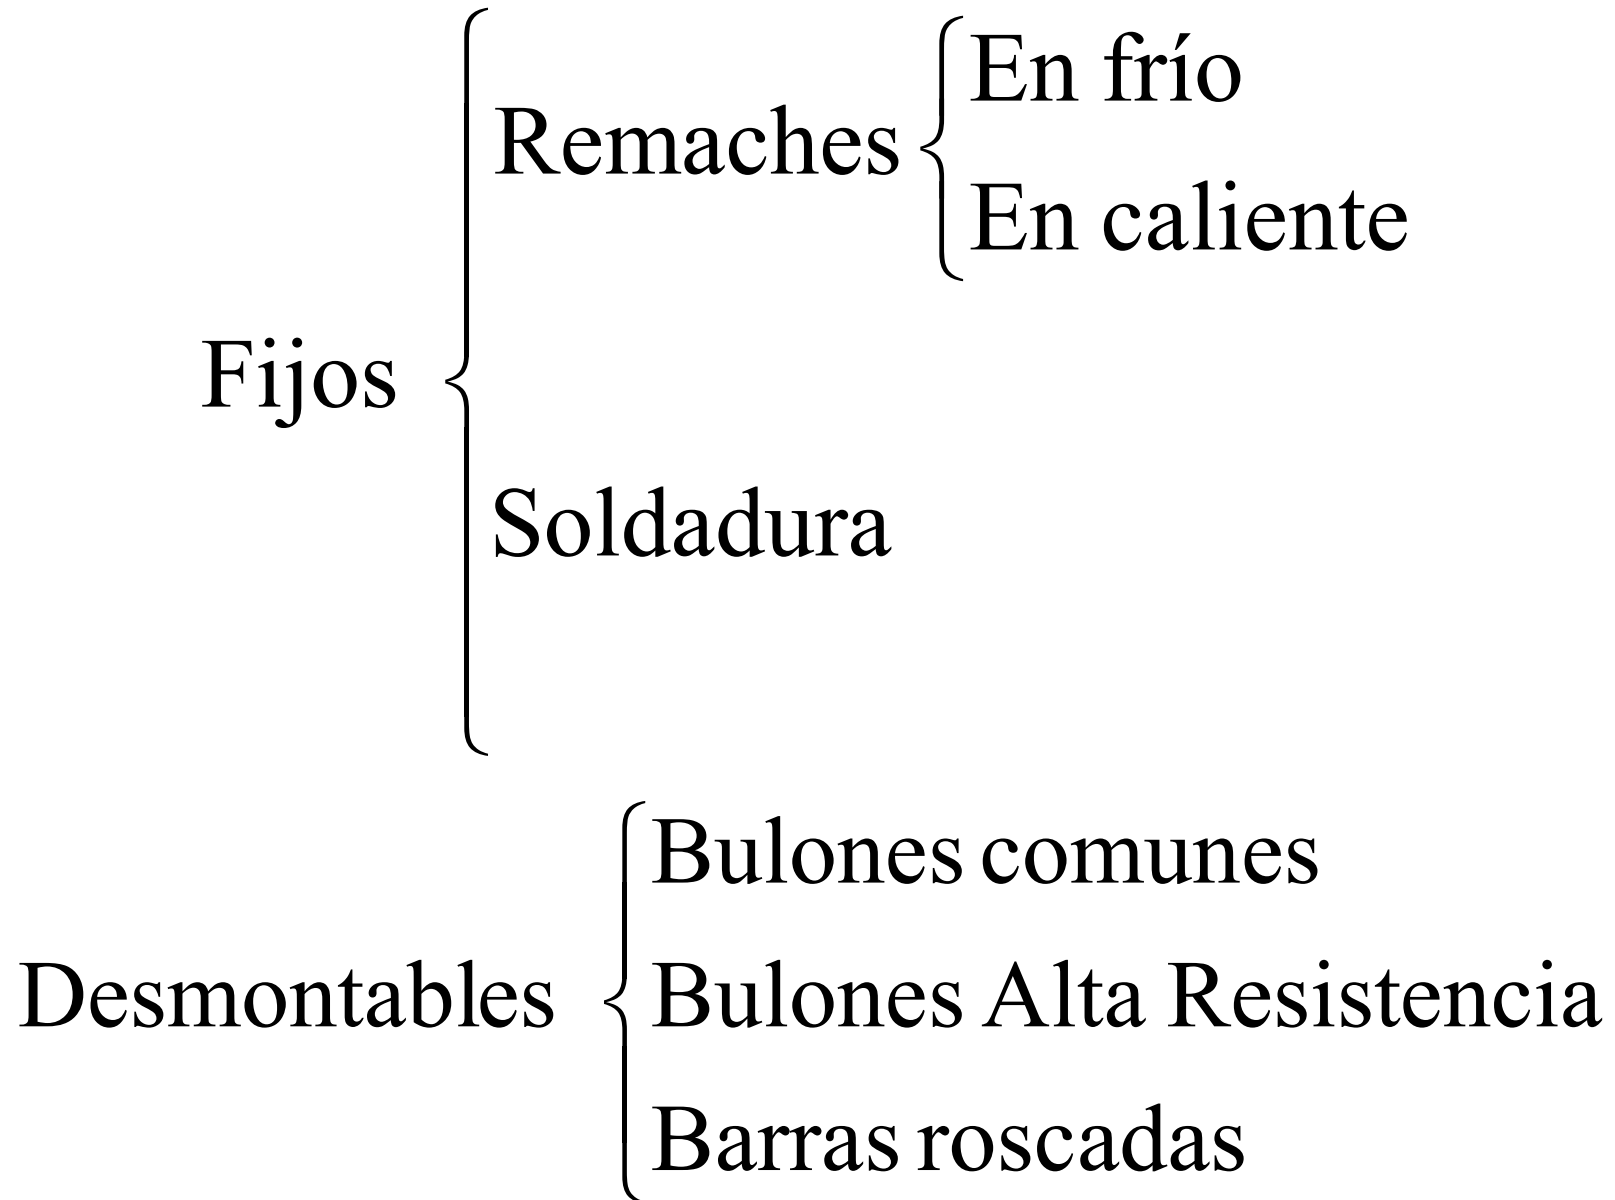 En frío
Remaches
En caliente
Fijos
Soldadura
Bulones comunes
Desmontables
Bulones Alta Resistencia
Barras roscadas